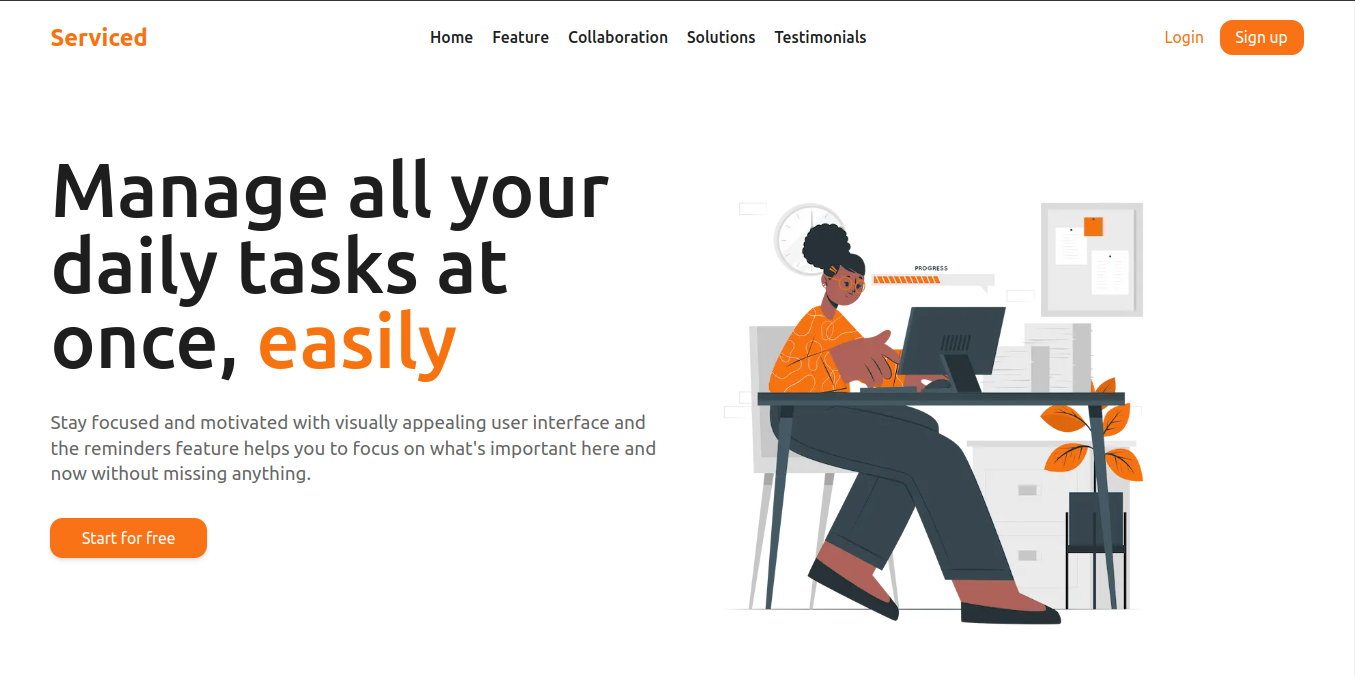 Serviced
Home Feature Collaboration Solutions Testimonials
Login Sign up
Manage all your
daily tasks at
once, easily
Stay focused and motivated with visually appealing user interface and
the reminders feature helps you to focus on what's important here and
now without missing anything.
Start for free
PROGRESS